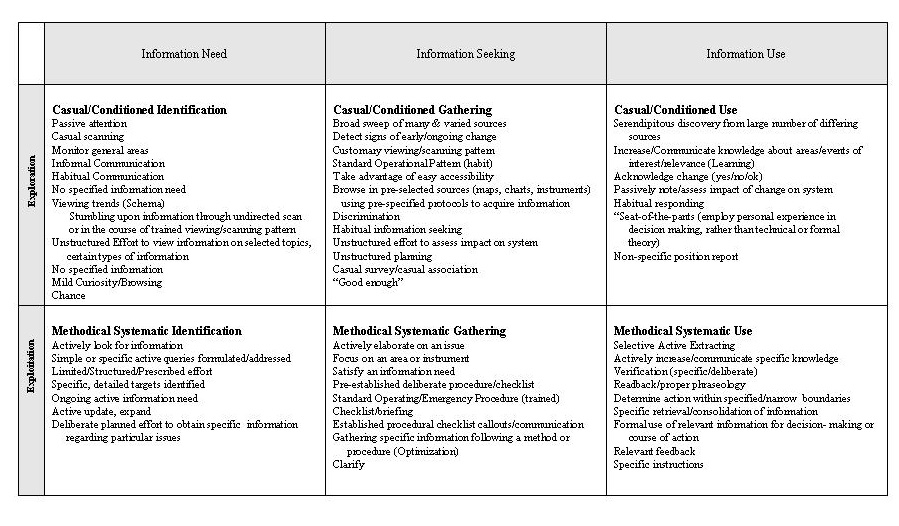 Information Need
Information Seeking
Information Use
Exploration
Casual/Conditioned Identification
Passive attention
Casual scanning
Monitor general areas
Informal Communication
Habitual Communication
No specified information need
Viewing trends (Schema)
Stumbling upon information through undirected scan
or in the course of trained viewing/scanning pattern
Unstructured Effort to view information on selected topics,
certain types of information
No specified information
Mild Curiosity/Browsing
Chance
Casual/Conditioned Gathering
Broad sweep of many & varied sources
Detect signs of early/ongoing change
Customary viewing/scanning pattern
Standard Operational Pattern (habit)
Take advantage of easy accessibility
Browse in pre-selected sources (maps, charts, instruments)
using pre-specified protocols to acquire information
Discrimination
Habitual information seeking
Unstructured effort to assess impact on system
Unstructured planning
Casual survey/casual association
“Good enough”
Casual/Conditioned Use
Serendipitous discovery from large number of differing
sources
Increase/Communicate knowledge about areas/events of
interest/relevance (Learning)
Acknowledge change (yes/no/ok)
Passively note/assess impact of change on system
Habitual responding
“Seat-of-the-pants (employ personal experience in
decision making, rather than technical or formal
theory)
Non-specific position report
Exploitation
Methodical Systematic Identification
Actively look for information
Simple or specific active queries formulated/addressed
Limited/Structured/Prescribed effort
Specific, detailed targets identified
Ongoing active information need
Active update, expand
Deliberate planned effort to obtain specific information
regarding particular issues
Methodical Systematic Gathering
Actively elaborate on an issue
Focus on an area or instrument
Satisfy an information need
Pre-established deliberate procedure/checklist
Standard Operating/Emergency Procedure (trained)
Checklist/briefing
Established procedural checklist callouts/communication
Gathering specific information following a method or
procedure (Optimization)
Clarify
Methodical Systematic Use
Selective Active Extracting
Actively increase/communicate specific knowledge
Verification (specific/deliberate)
Readback/proper phraseology
Determine action within specified/narrow boundaries
Specific retrieval/consolidation of information
Formal use of relevant information for decision- making or
course of action
Relevant feedback
Specific instructions